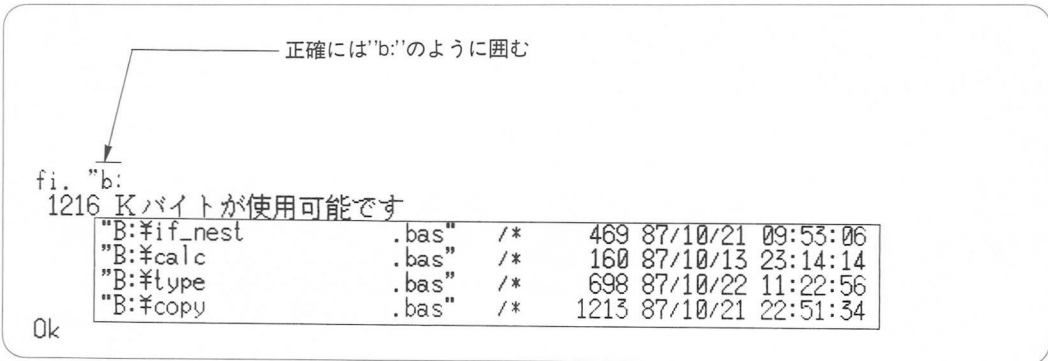 正確には"b:"のように囲む
fi. "b:
1216 Kバイトが使用可能です
"B:¥if_nest .bas" /* 469 87/10/21 09:53:06
"B:¥calc .bas" /* 160 87/10/13 23:14:14
"B:¥type .bas" /* 698 87/10/22 11:22:56
"B:¥copy .bas" /* 1213 87/10/21 22:51:34
Ok